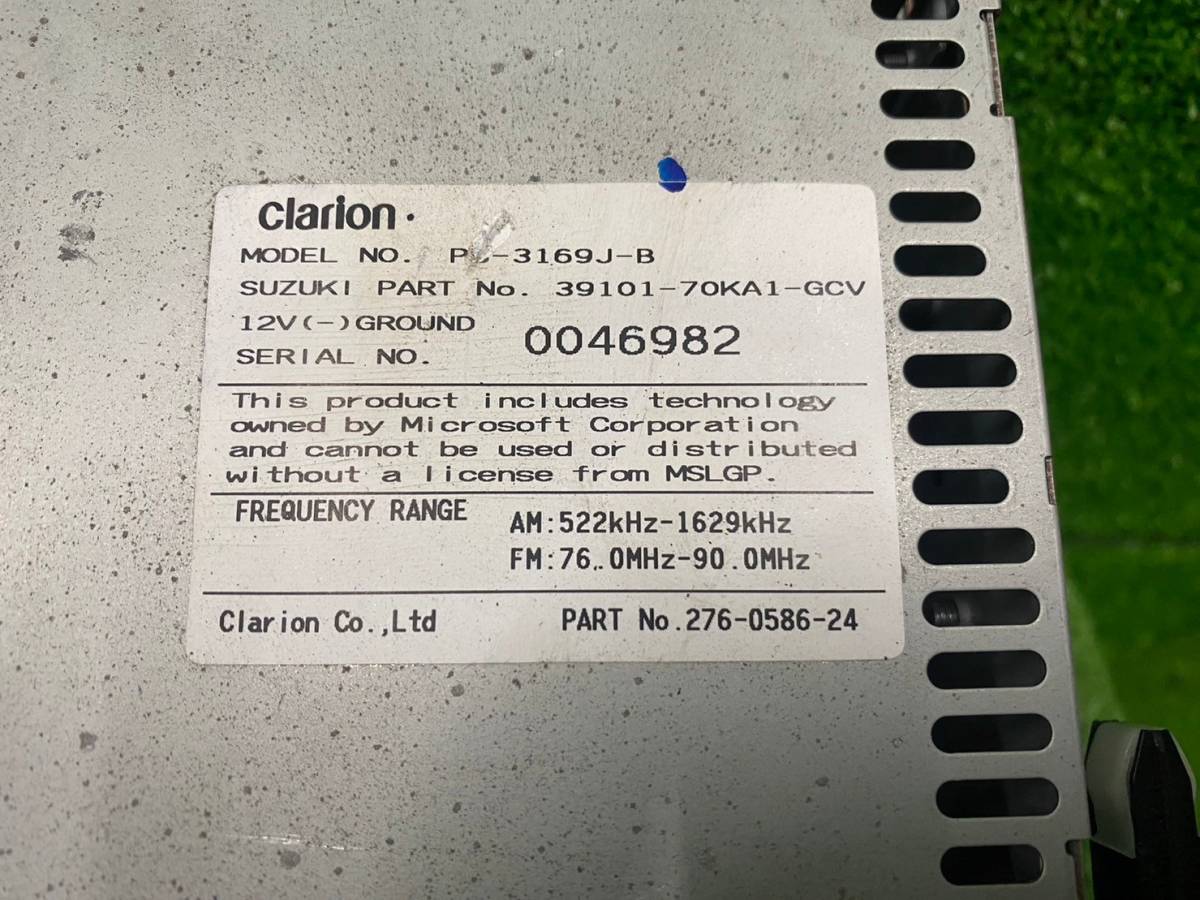 clarion.
MODEL NO. -3169J-B
SUZUKI PART No. 39101-70KA1-GCV
12V(-)GROUND
SERIAL NO. 0046982
This product includes technology
owned by Microsoft Corporation
and cannot be used or distributed
without a license from MSLGP.
FREQUENCY RANGE AM:522kHz-1629kHz
FM:76.0MHz-90.0MHz
Clarion Co.,Ltd PART No.276-0586-24